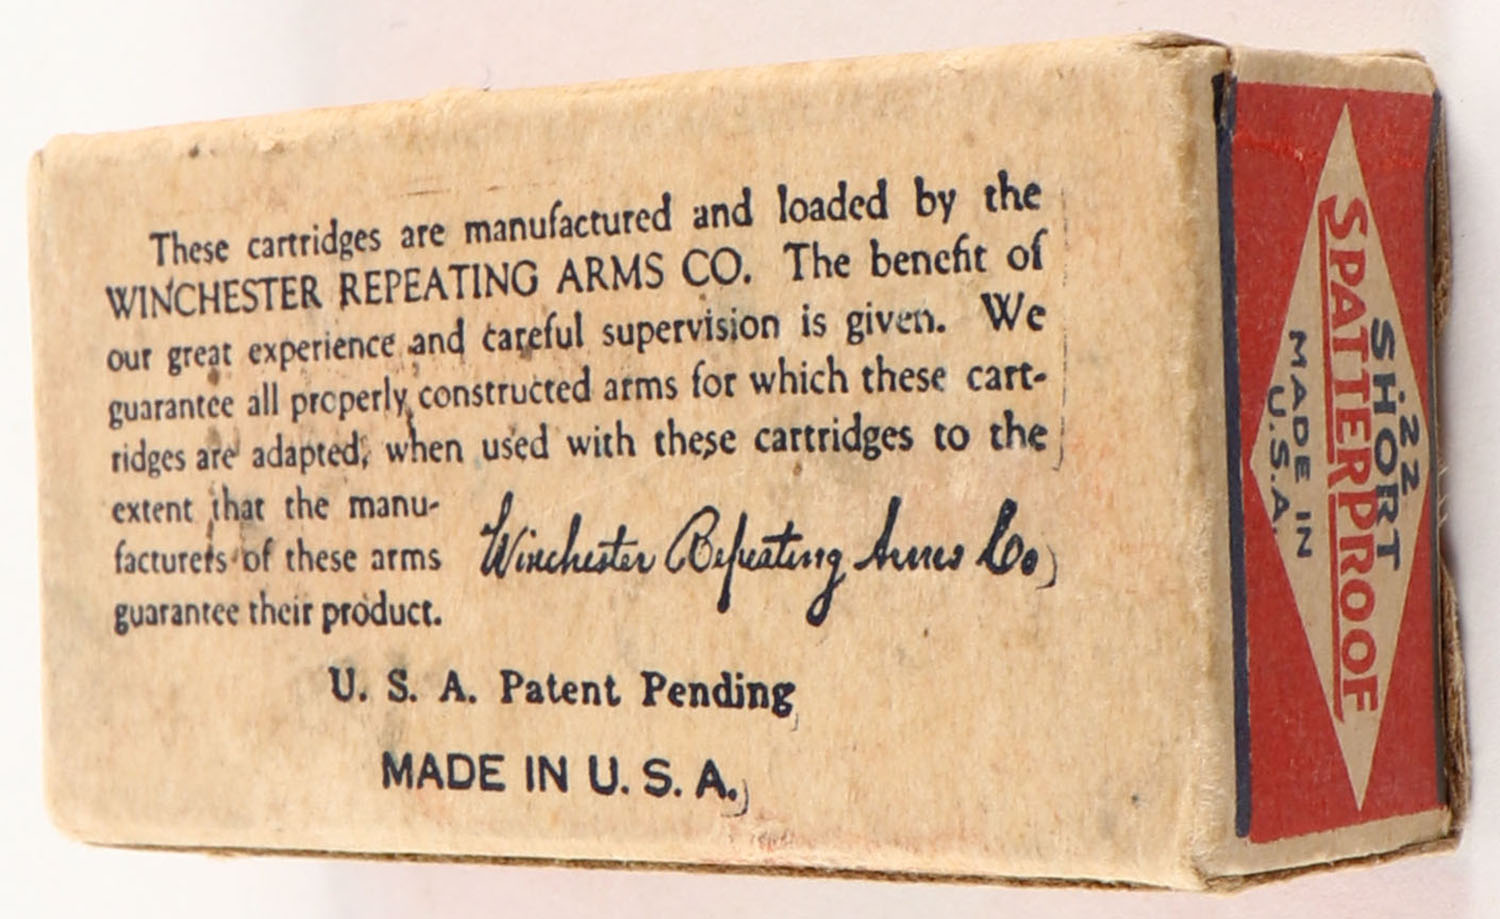 These cartridges are manufactured and loaded by the
WINCHESTER REPEATING ARMS CO. The benefit of
our great experience and careful supervision is given. We
guarantee all properly constructed arms for which these cart-
ridges are adapted, when used with these cartridges to the
extent that the manu-
facturers of these arms
guarantee their product.
Winchester Repeating Arms Co.
U. S. A. Patent Pending
MADE IN U. S. A.
.22
SHORT
SPATTERPROOF
MADE IN
U.S.A.